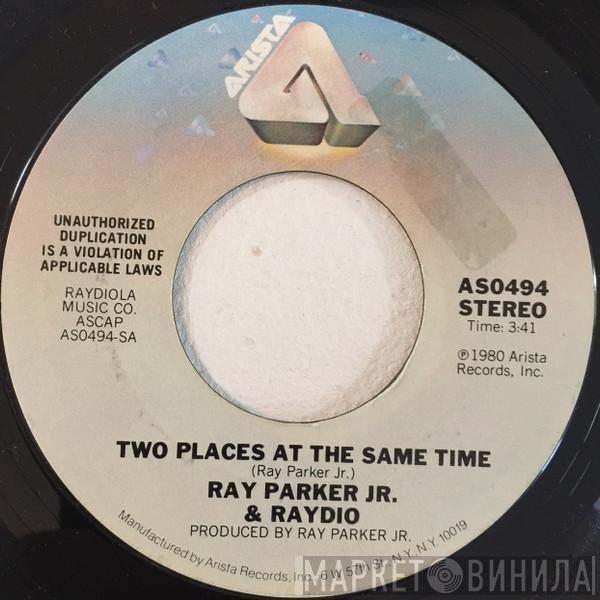 ARISTA
UNAUTHORIZED
DUPLICATION
IS A VIOLATION OF
APPLICABLE LAWS
RAYDIOLA
MUSIC CO.
ASCAP
AS0494-SA
AS0494
STEREO
Time: 3:41
℗1980 Arista
Records, Inc.
TWO PLACES AT THE SAME TIME
(Ray Parker Jr.)
RAY PARKER JR.
& RAYDIO
PRODUCED BY RAY PARKER JR.
Manufactured by Arista Records, Inc., 6 W. 57th St., N.Y., N.Y. 10019
МАРКЕТ ВИНИЛА